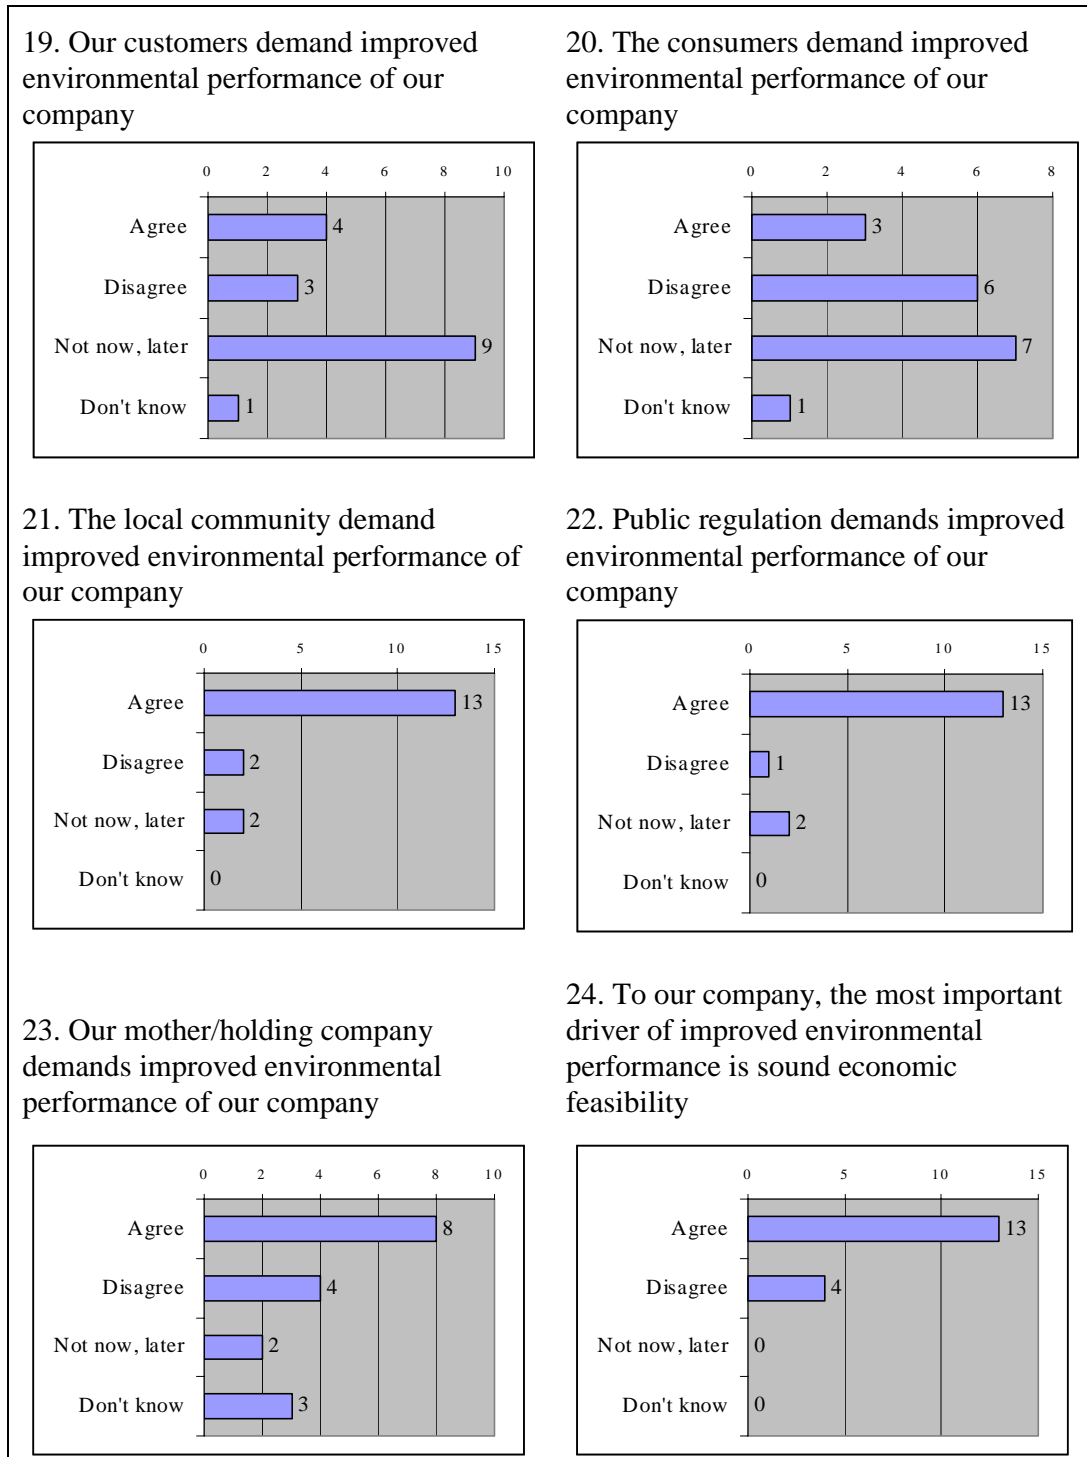 19. Our customers demand improved
environmental performance of our
company
0 2 4 6 8 10
Agree 4
Disagree 3
Not now, later 9
Don't know 1
20. The consumers demand improved
environmental performance of our
company
0 2 4 6 8
Agree 3
Disagree 6
Not now, later 7
Don't know 1
21. The local community demand
improved environmental performance of
our company
0 5 10 15
Agree 13
Disagree 2
Not now, later 2
Don't know 0
22. Public regulation demands improved
environmental performance of our
company
0 5 10 15
Agree 13
Disagree 1
Not now, later 2
Don't know 0
23. Our mother/holding company
demands improved environmental
performance of our company
0 2 4 6 8 10
Agree 8
Disagree 4
Not now, later 2
Don't know 3
24. To our company, the most important
driver of improved environmental
performance is sound economic
feasibility
0 5 10 15
Agree 13
Disagree 4
Not now, later 0
Don't know 0